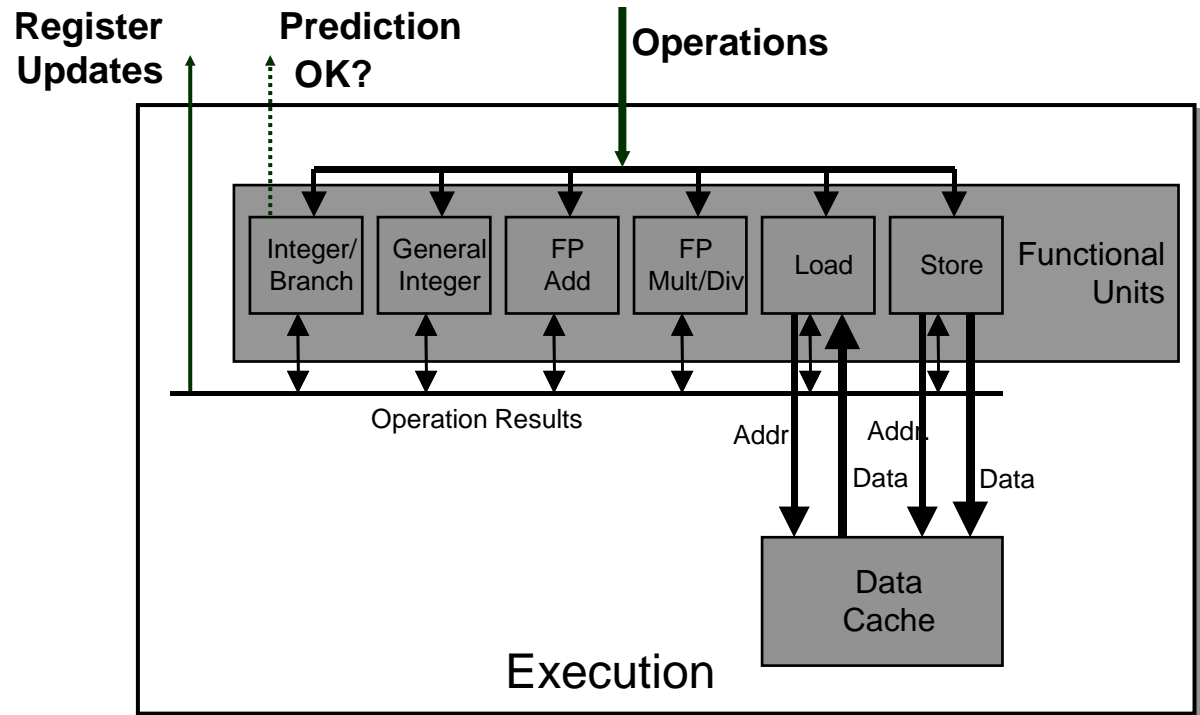 Register
Updates
Prediction
OK?
Operations
Integer/
Branch
General
Integer
FP
Add
FP
Mult/Div
Load
Store
Functional
Units
Operation Results
Addr
Addr.
Data
Data
Data
Cache
Execution